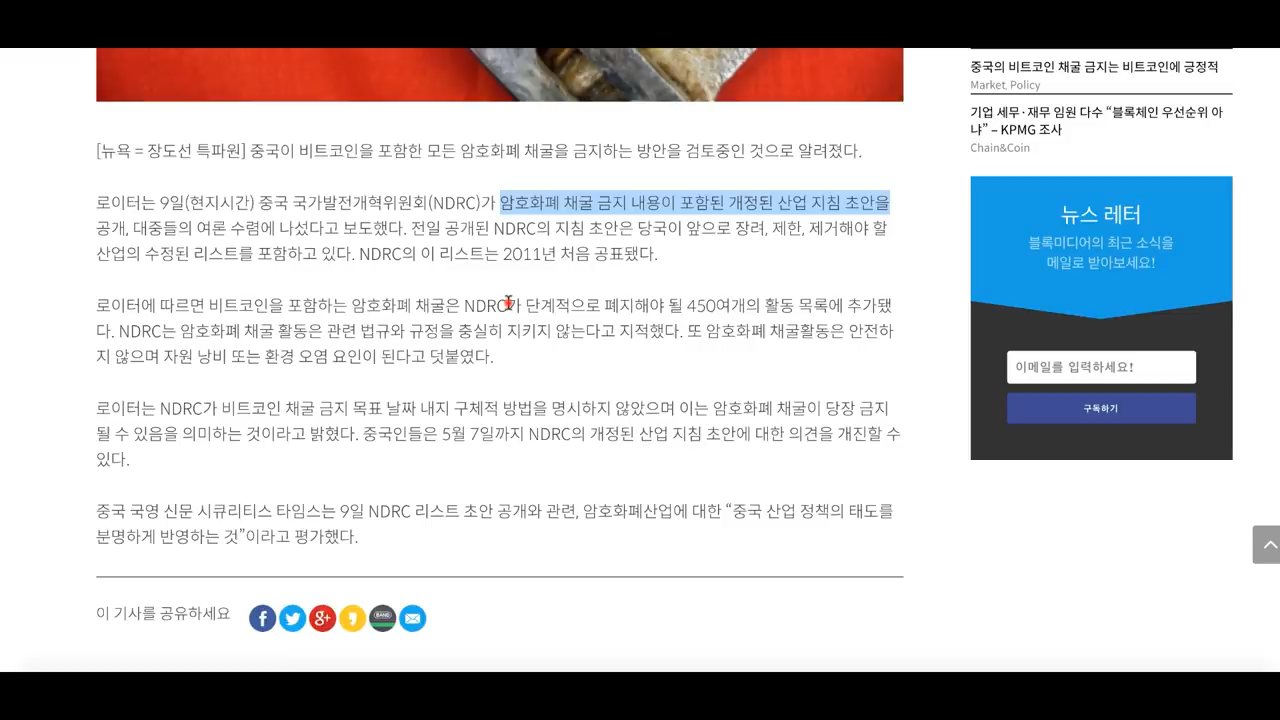 [뉴욕 = 장도선 특파원] 중국이 비트코인을 포함한 모든 암호화폐 채굴을 금지하는 방안을 검토중인 것으로 알려졌다.
로이터는 9일(현지시간) 중국 국가발전개혁위원회(NDRC)가 암호화폐 채굴 금지 내용이 포함된 개정된 산업 지침 초안을
공개, 대중들의 여론 수렴에 나섰다고 보도했다. 전일 공개된 NDRC의 지침 초안은 당국이 앞으로 장려, 제한, 제거해야 할
산업의 수정된 리스트를 포함하고 있다. NDRC의 이 리스트는 2011년 처음 공표됐다.
로이터에 따르면 비트코인을 포함하는 암호화폐 채굴은 NDRC가 단계적으로 폐지해야 될 450여개의 활동 목록에 추가됐
다. NDRC는 암호화폐 채굴 활동은 관련 법규와 규정을 충실히 지키지 않는다고 지적했다. 또 암호화폐 채굴활동은 안전하
지 않으며 자원 낭비 또는 환경 오염 요인이 된다고 덧붙였다.
로이터는 NDRC가 비트코인 채굴 금지 목표 날짜 내지 구체적 방법을 명시하지 않았으며 이는 암호화폐 채굴이 당장 금지
될 수 있음을 의미하는 것이라고 밝혔다. 중국인들은 5월 7일까지 NDRC의 개정된 산업 지침 초안에 대한 의견을 개진할 수
있다.
중국 국영 신문 시큐리티스 타임스는 9일 NDRC 리스트 초안 공개와 관련, 암호화폐산업에 대한 “중국 산업 정책의 태도를
분명하게 반영하는 것”이라고 평가했다.
이 기사를 공유하세요
BAND
중국의 비트코인 채굴 금지는 비트코인에 긍정적
Market, Policy
기업 세무·재무 임원 다수 “블록체인 우선순위 아
냐” – KPMG 조사
Chain&Coin
뉴스 레터
블록미디어의 최근 소식을
메일로 받아보세요!
이메일를 입력하세요!
구독하기